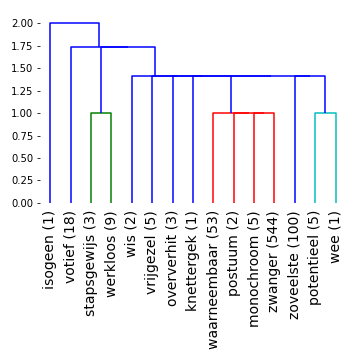 2.00
1.75
1.50
1.25
1.00
0.75
0.50
0.25
0.00
isogeen (1)
votief (18)
stapsgewijs (3)
werkloos (9)
wis (2)
vrijgezel (5)
oververhit (3)
knettergek (1)
waarneembaar (53)
postuum (2)
monochroom (5)
zwanger (544)
zoveelste (100)
potentieel (5)
wee (1)